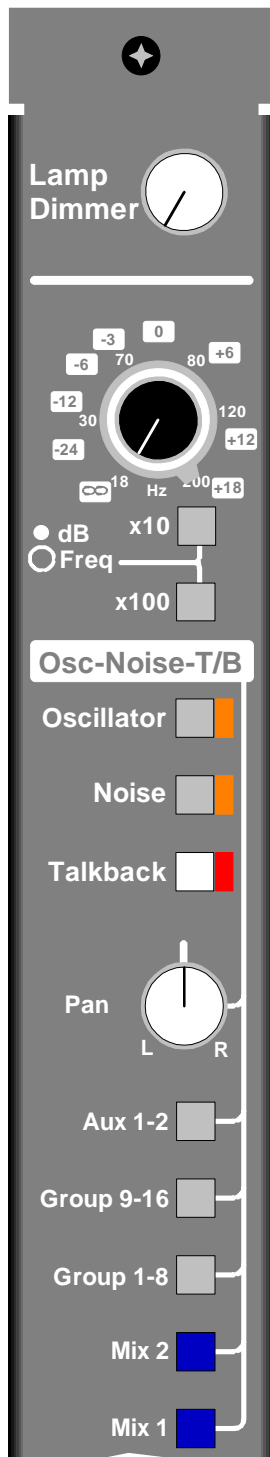 Lamp
Dimmer
0
-3
+6
-6
70
80
-12
30
120
+12
-24
∞
18
Hz
200
+18
dB
x10
Freq
x100
Osc-Noise-T/B
Oscillator
Noise
Talkback
Pan
L
R
Aux 1-2
Group 9-16
Group 1-8
Mix 2
Mix 1